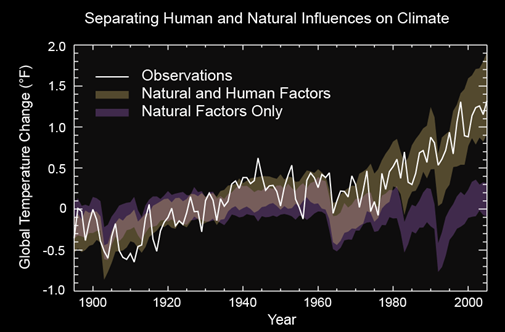 Separating Human and Natural Influences on Climate
2.0
1.5
1.0
0.5
0
-0.5
-1.0
Global Temperature Change (°F)
Observations
Natural and Human Factors
Natural Factors Only
1900 1920 1940 1960 1980 2000
Year